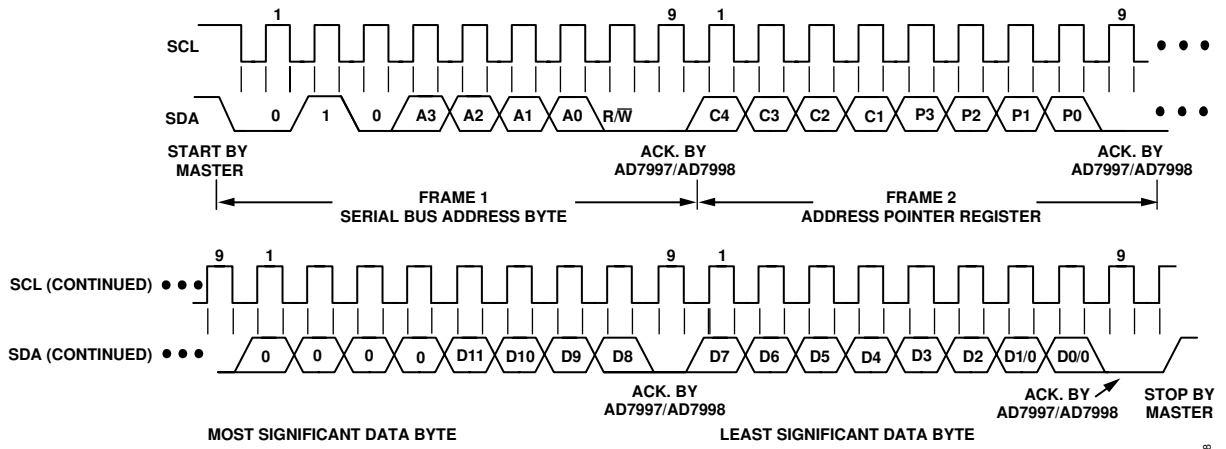 1 9 1 9
SCL
SDA 0 1 0 A3 A2 A1 A0 R/W̅ C4 C3 C2 C1 P3 P2 P1 P0
START BY
MASTER
ACK. BY
AD7997/AD7998
ACK. BY
AD7997/AD7998
FRAME 1
SERIAL BUS ADDRESS BYTE
FRAME 2
ADDRESS POINTER REGISTER
9 1 9 1 9
SCL (CONTINUED)
SDA (CONTINUED) 0 0 0 0 D11 D10 D9 D8 D7 D6 D5 D4 D3 D2 D1/0 D0/0
ACK. BY
AD7997/AD7998
ACK. BY
AD7997/AD7998
STOP BY
MASTER
MOST SIGNIFICANT DATA BYTE
LEAST SIGNIFICANT DATA BYTE